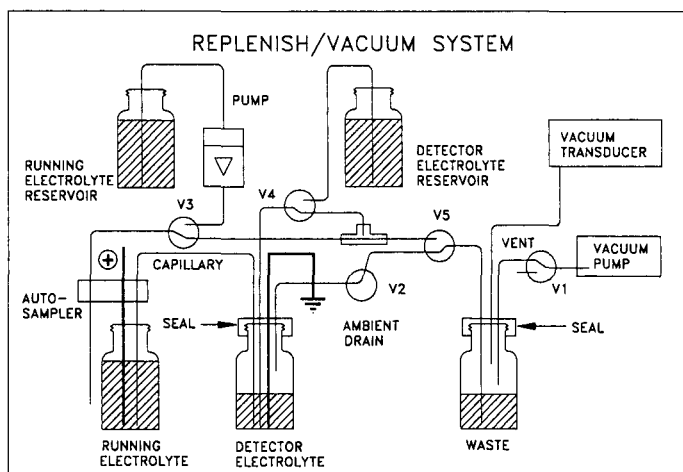 REPLENISH/VACUUM SYSTEM
PUMP
RUNNING
ELECTROLYTE
RESERVOIR
DETECTOR
ELECTROLYTE
RESERVOIR
VACUUM
TRANSDUCER
V3
V4
V5
VENT
VACUUM
PUMP
V1
+
CAPILLARY
V2
AUTO-
SAMPLER
SEAL
AMBIENT
DRAIN
SEAL
RUNNING
ELECTROLYTE
DETECTOR
ELECTROLYTE
WASTE